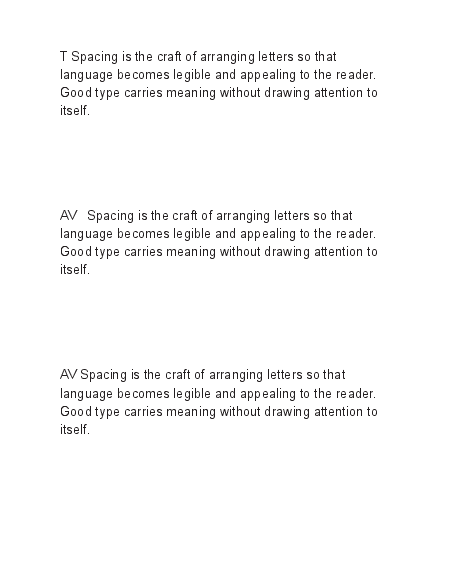 T Spacing is the craft of arranging letters so that
language becomes legible and appealing to the reader.
Good type carries meaning without drawing attention to
itself.
AV Spacing is the craft of arranging letters so that
language becomes legible and appealing to the reader.
Good type carries meaning without drawing attention to
itself.
AV Spacing is the craft of arranging letters so that
language becomes legible and appealing to the reader.
Good type carries meaning without drawing attention to
itself.